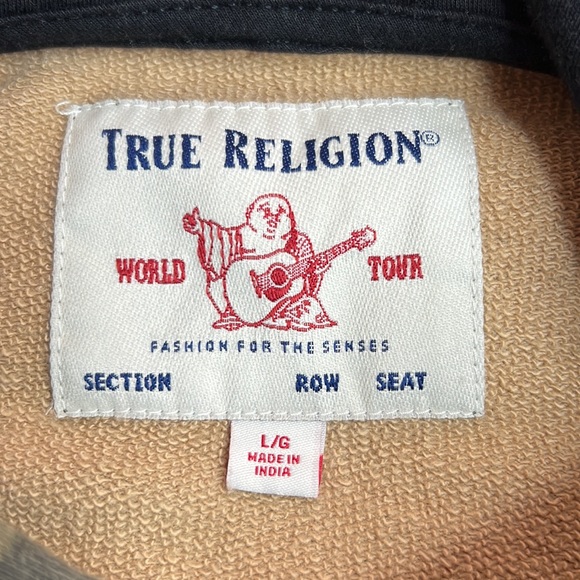 TRUE RELIGION®
WORLD TOUR
FASHION FOR THE SENSES
SECTION ROW SEAT
L/G
MADE IN
INDIA